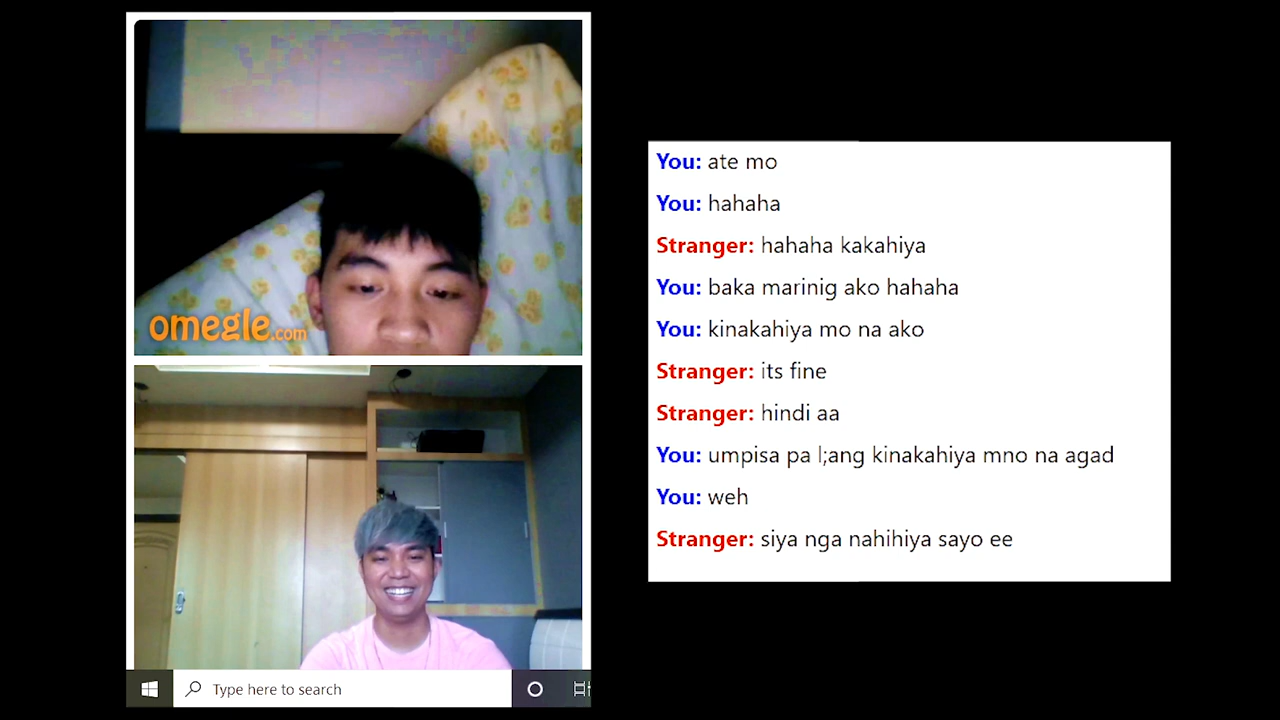 omegle.com
Type here to search
You: ate mo
You: hahaha
Stranger: hahaha kakahiya
You: baka marinig ako hahaha
You: kinakahiya mo na ako
Stranger: its fine
Stranger: hindi aa
You: umpisa pa l;ang kinakahiya mno na agad
You: weh
Stranger: siya nga nahihiya sayo ee